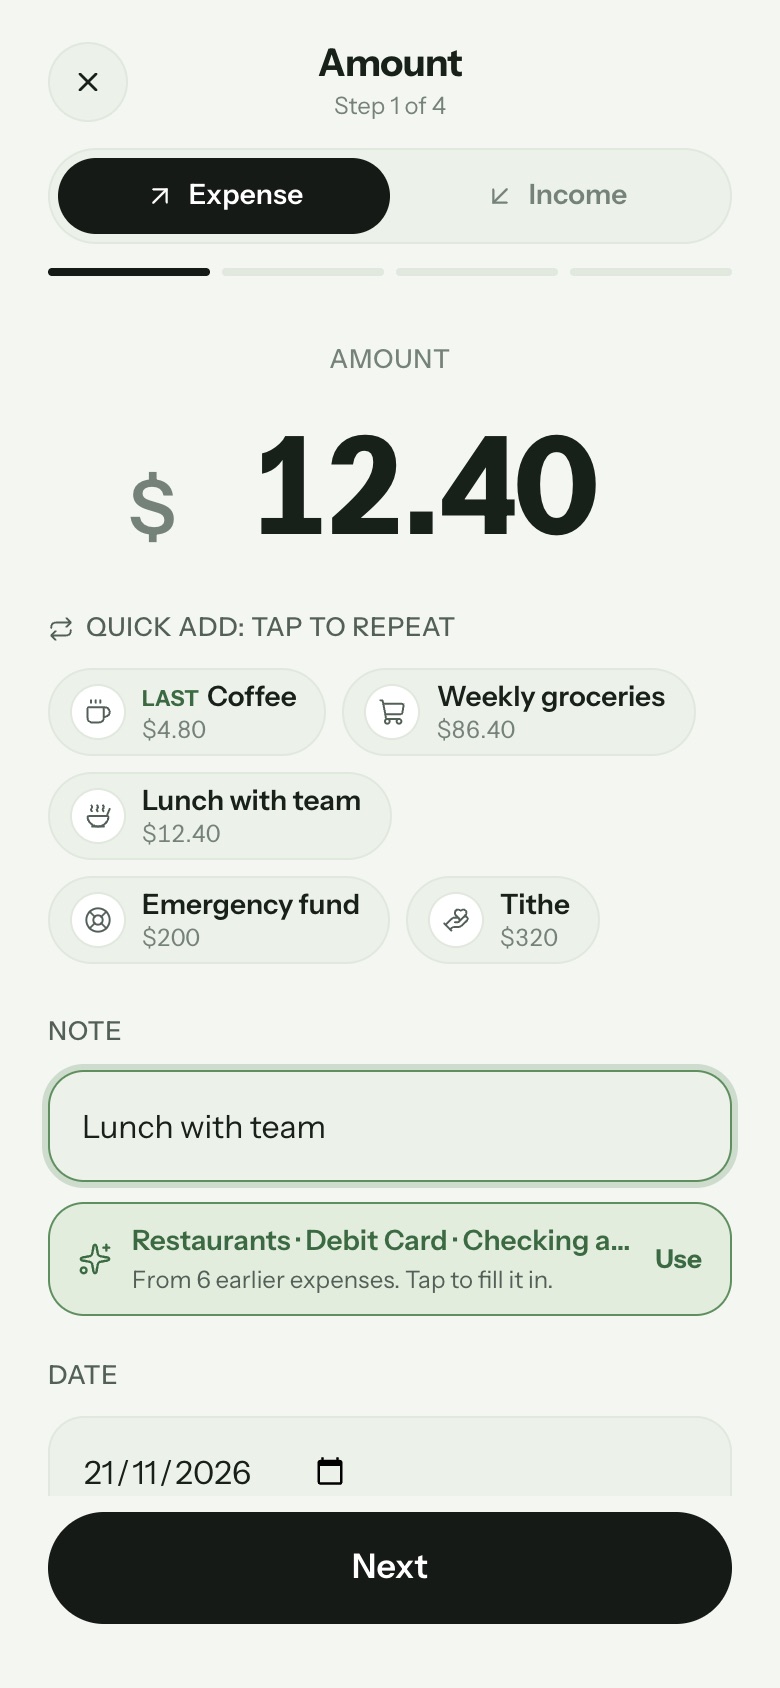 Amount
Step 1 of 4
Expense
Income
AMOUNT
$ 12.40
QUICK ADD: TAP TO REPEAT
LAST Coffee
$4.80
Weekly groceries
$86.40
Lunch with team
$12.40
Emergency fund
$200
Tithe
$320
NOTE
Lunch with team
Restaurants · Debit Card · Checking a...
From 6 earlier expenses. Tap to fill it in.
Use
DATE
21/11/2026
Next